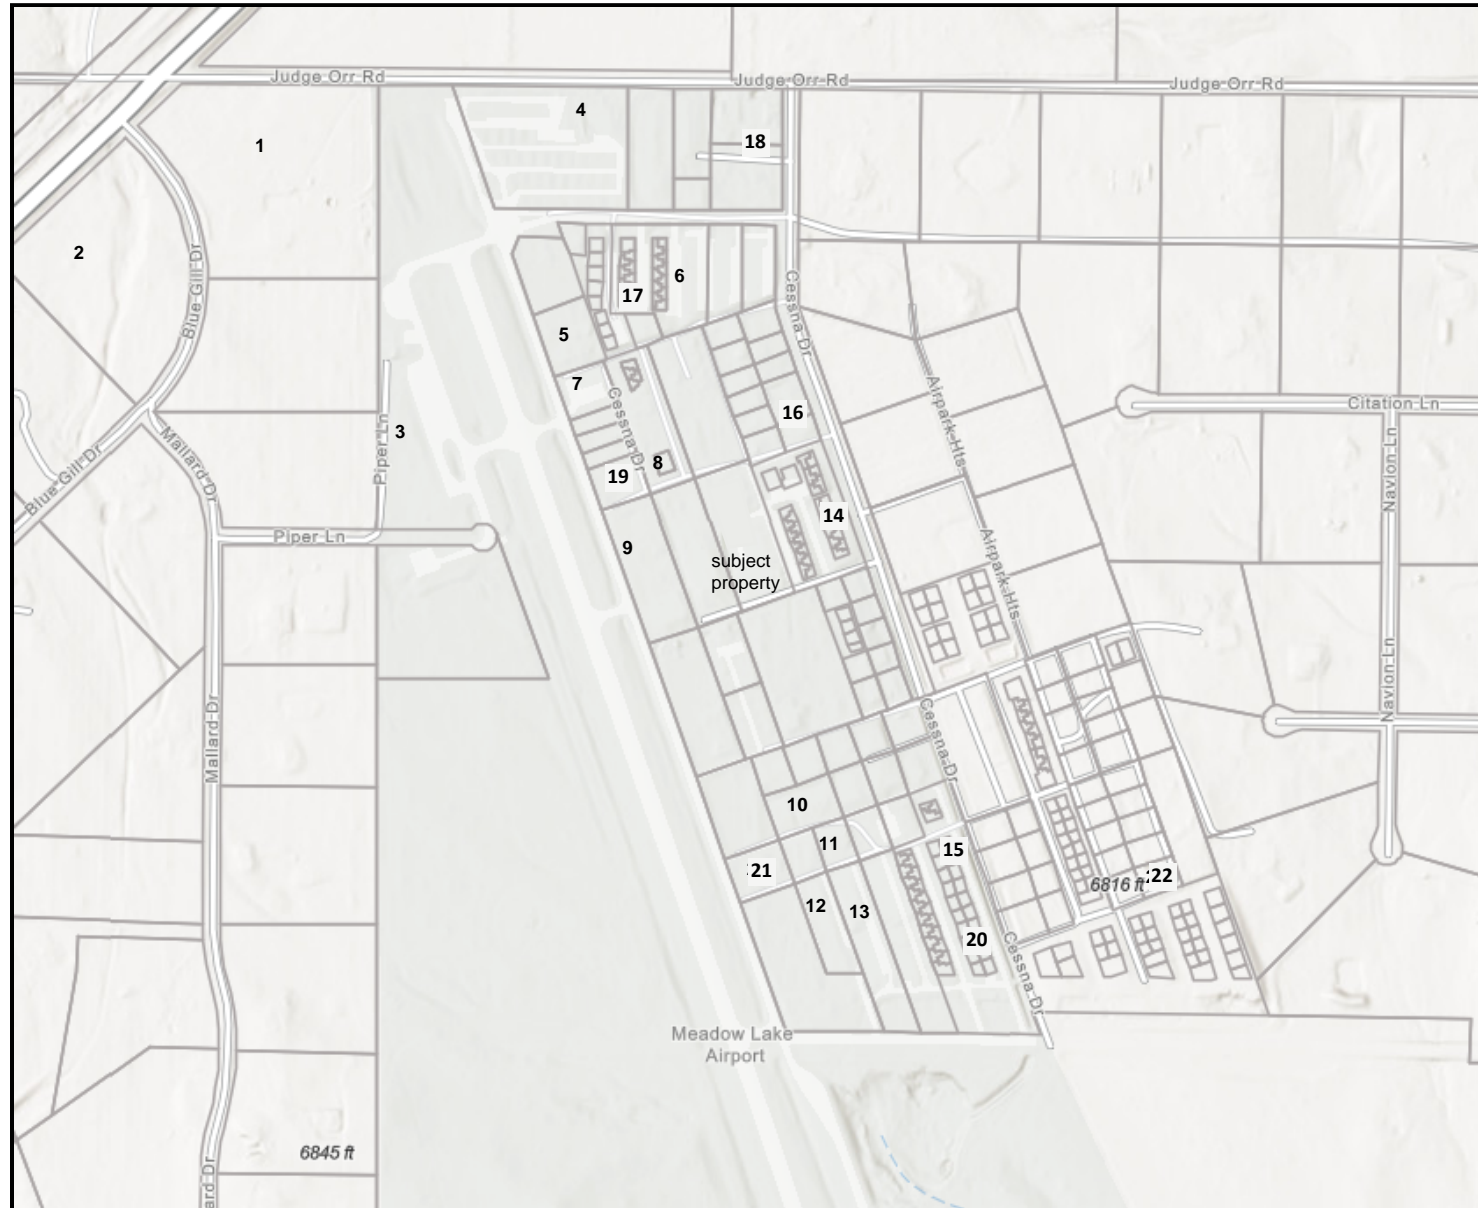 Judge Orr Rd
Judge Orr Rd
Judge Orr Rd
4
1
18
2
Blue Gill Dr
6
17
Cessna Dr
5
7
Cessna Dr
Airpark Hts
Citation Ln
16
3
Piper Ln
Mallard Dr
Blue Gill Dr
8
19
Navion Ln
14
Piper Ln
9
subject
property
Airpark Hts
Mallard Dr
Navion Ln
Cessna Dr
10
11
15
21
6816 ft
22
12
13
20
Cessna Dr
Meadow Lake
Airport
6845 ft
ard Dr